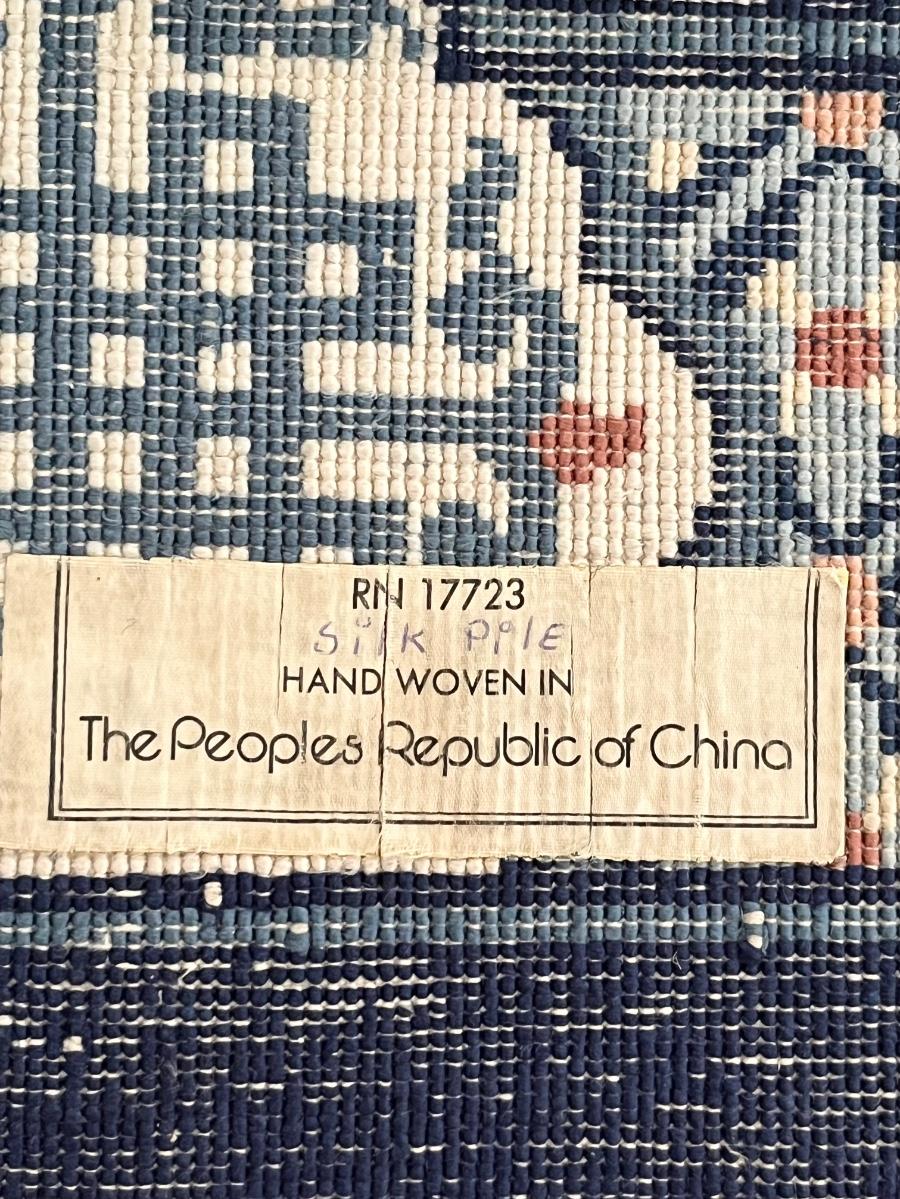 RN 17723
Silk PilE
HAND WOVEN IN
The Peoples Republic of China